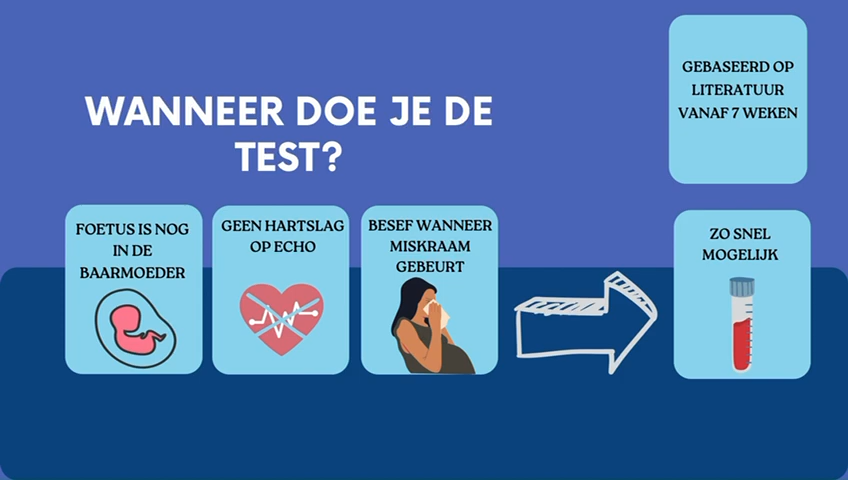 WANNEER DOE JE DE
TEST?
GEBASEERD OP
LITERATUUR
VANAF 7 WEKEN
FOETUS IS NOG
IN DE
BAARMOEDER
GEEN HARTSLAG
OP ECHO
BESEF WANNEER
MISKRAAM
GEBEURT
ZO SNEL
MOGELIJK